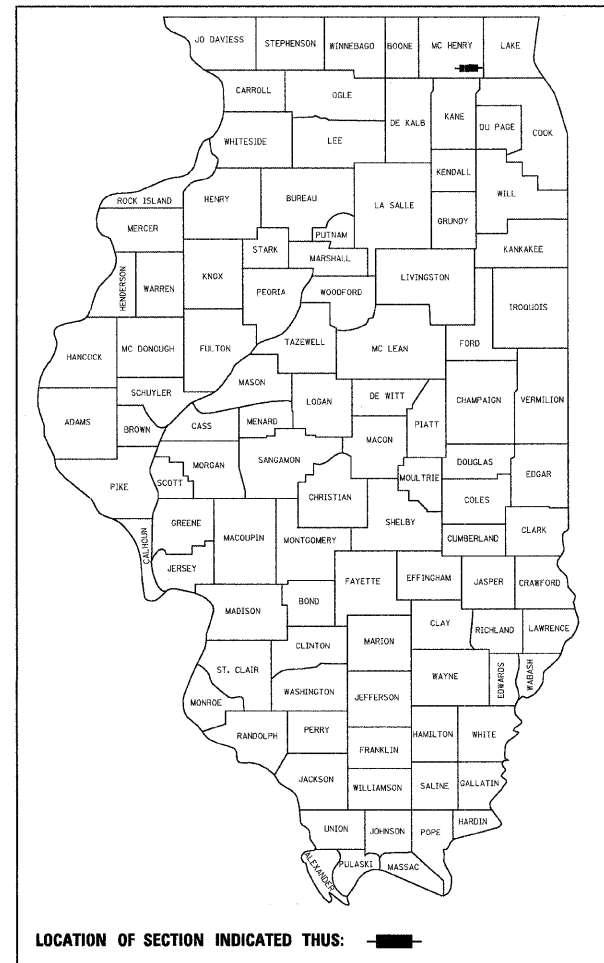 JO DAVIESS
STEPHENSON
WINNEBAGO
BOONE
MC HENRY
LAKE
CARROLL
OGLE
DE KALB
KANE
DU PAGE
COOK
WHITESIDE
LEE
KENDALL
WILL
ROCK ISLAND
HENRY
BUREAU
LA SALLE
GRUNDY
MERCER
PUTNAM
KANKAKEE
STARK
MARSHALL
HENDERSON
WARREN
KNOX
PEORIA
WOODFORD
LIVINGSTON
IROQUOIS
FORD
HANCOCK
MC DONOUGH
FULTON
TAZEWELL
MC LEAN
MASON
SCHUYLER
LOGAN
DE WITT
CHAMPAIGN
VERMILION
ADAMS
BROWN
CASS
MENARD
PIATT
MACON
MORGAN
SANGAMON
DOUGLAS
EDGAR
PIKE
SCOTT
CHRISTIAN
MOULTRIE
COLES
GREENE
MACOUPIN
MONTGOMERY
SHELBY
CUMBERLAND
CLARK
CALHOUN
JERSEY
FAYETTE
EFFINGHAM
JASPER
CRAWFORD
MADISON
BOND
CLAY
RICHLAND
LAWRENCE
CLINTON
MARION
ST. CLAIR
WAYNE
EDWARDS
WABASH
WASHINGTON
JEFFERSON
MONROE
RANDOLPH
PERRY
HAMILTON
WHITE
FRANKLIN
JACKSON
WILLIAMSON
SALINE
GALLATIN
UNION
JOHNSON
POPE
HARDIN
ALEXANDER
PULASKI
MASSAC
LOCATION OF SECTION INDICATED THUS: